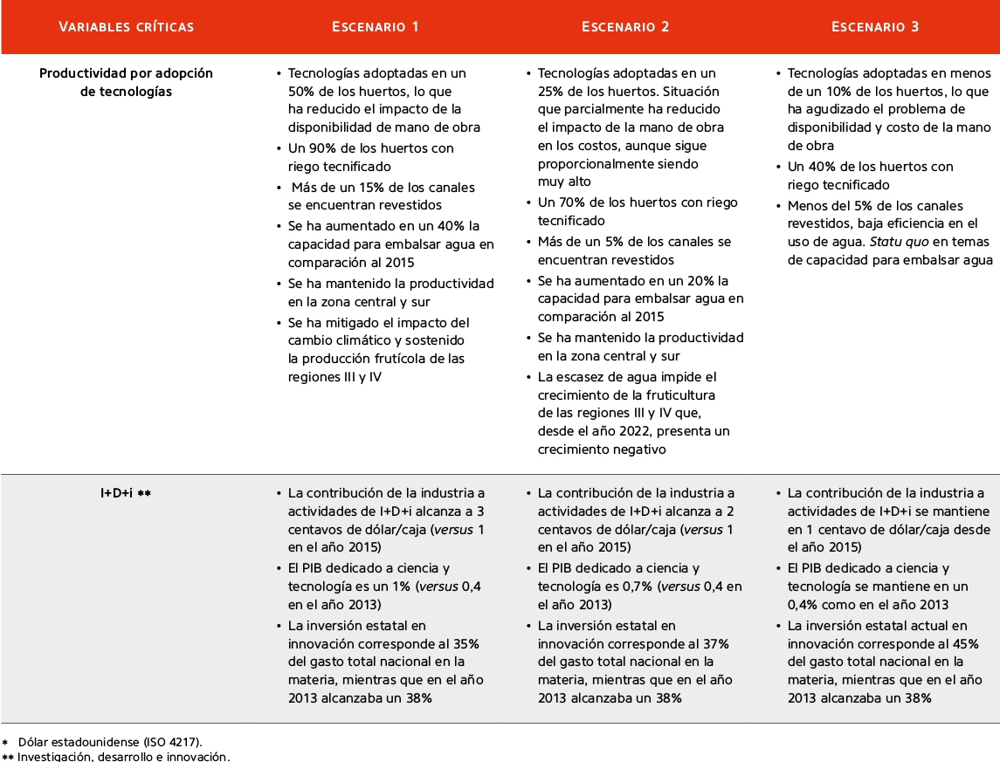 VARIABLES CRÍTICAS
ESCENARIO 1
ESCENARIO 2
ESCENARIO 3
Productividad por adopción
de tecnologías
• Tecnologías adoptadas en un
50% de los huertos, lo que
ha reducido el impacto de la
disponibilidad de mano de obra
• Un 90% de los huertos con
riego tecnificado
• Más de un 15% de los canales
se encuentran revestidos
• Se ha aumentado en un 40% la
capacidad para embalsar agua en
comparación al 2015
• Se ha mantenido la productividad
en la zona central y sur
• Se ha mitigado el impacto del
cambio climático y sostenido
la producción frutícola de las
regiones III y IV
• Tecnologías adoptadas en un
25% de los huertos. Situación
que parcialmente ha reducido
el impacto de la mano de obra
en los costos, aunque sigue
proporcionalmente siendo
muy alto
• Un 70% de los huertos con riego
tecnificado
• Más de un 5% de los canales se
encuentran revestidos
• Se ha aumentado en un 20% la
capacidad para embalsar agua en
comparación al 2015
• Se ha mantenido la productividad
en la zona central y sur
• La escasez de agua impide el
crecimiento de la fruticultura
de las regiones III y IV que,
desde el año 2022, presenta un
crecimiento negativo
• Tecnologías adoptadas en menos
de un 10% de los huertos, lo que
ha agudizado el problema de
disponibilidad y costo de la mano
de obra
• Un 40% de los huertos con
riego tecnificado
• Menos del 5% de los canales
revestidos, baja eficiencia en el
uso de agua. Statu quo en temas
de capacidad para embalsar agua
I+D+i **
• La contribución de la industria a
actividades de I+D+i alcanza a 3
centavos de dólar/caja (versus 1
en el año 2015)
• El PIB dedicado a ciencia y
tecnología es un 1% (versus 0,4
en el año 2013)
• La inversión estatal en
innovación corresponde al 35%
del gasto total nacional en la
materia, mientras que en el año
2013 alcanzaba un 38%
• La contribución de la industria a
actividades de I+D+i alcanza a 2
centavos de dólar/caja (versus 1
en el año 2015)
• El PIB dedicado a ciencia y
tecnología es 0,7% (versus 0,4 en
el año 2013)
• La inversión estatal en
innovación corresponde al 37%
del gasto total nacional en la
materia, mientras que en el año
2013 alcanzaba un 38%
• La contribución de la industria a
actividades de I+D+i se mantiene
en 1 centavo de dólar/caja desde
el año 2015)
• El PIB dedicado a ciencia y
tecnología se mantiene en un
0,4% como en el año 2013
• La inversión estatal actual en
innovación corresponde al 45%
del gasto total nacional en la
materia, mientras que en el año
2013 alcanzaba un 38%
* Dólar estadounidense (ISO 4217).
** Investigación, desarrollo e innovación.